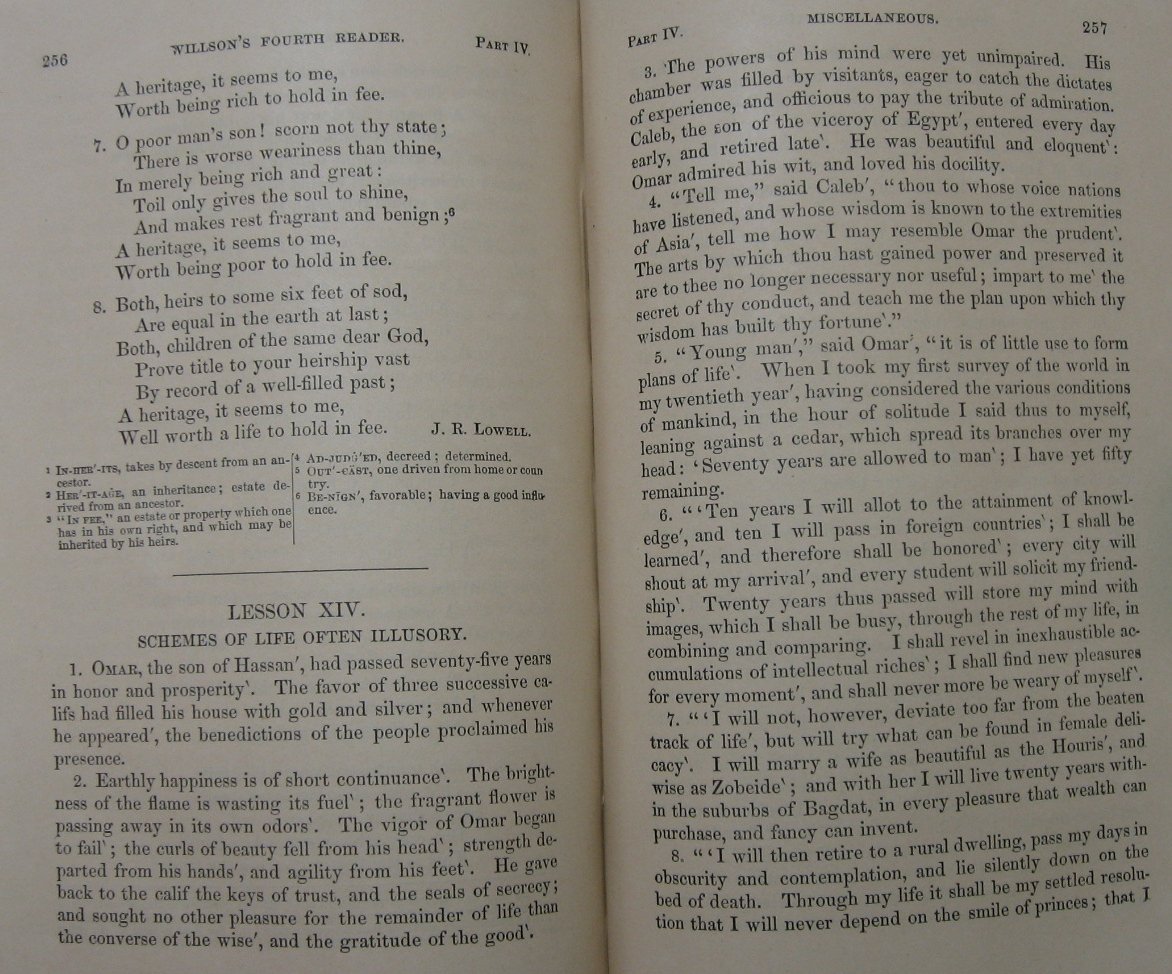 256 WILLSON'S FOURTH READER. PART IV.
A heritage, it seems to me,
Worth being rich to hold in fee.
7. O poor man's son! scorn not thy state;
There is worse weariness than thine,
In merely being rich and great:
Toil only gives the soul to shine,
And makes rest fragrant and benign;⁶
A heritage, it seems to me,
Worth being poor to hold in fee.
8. Both, heirs to some six feet of sod,
Are equal in the earth at last;
Both, children of the same dear God,
Prove title to your heirship vast
By record of a well-filled past;
A heritage, it seems to me,
Well worth a life to hold in fee. J. R. LOWELL.
¹ IN-HER'-ITS, takes by descent from an an-
cestor.
² HER'-IT-AĠE, an inheritance; estate de-
rived from an ancestor.
³ "IN FEE," an estate or property which one
has in his own right, and which may be
inherited by his heirs.
⁴ AD-JUDĠ'ED, decreed; determined.
⁵ OUT'-CĂST, one driven from home or coun
try.
⁶ BE-NĪGN', favorable; having a good influ-
ence.
LESSON XIV.
SCHEMES OF LIFE OFTEN ILLUSORY.
1. OMAR, the son of Hassan', had passed seventy-five years
in honor and prosperity‵. The favor of three successive ca-
lifs had filled his house with gold and silver; and whenever
he appeared', the benedictions of the people proclaimed his
presence.
2. Earthly happiness is of short continuance‵. The bright-
ness of the flame is wasting its fuel‵; the fragrant flower is
passing away in its own odors‵. The vigor of Omar began
to fail‵; the curls of beauty fell from his head‵; strength de-
parted from his hands', and agility from his feet‵. He gave
back to the calif the keys of trust, and the seals of secrecy;
and sought no other pleasure for the remainder of life than
the converse of the wise', and the gratitude of the good‵.
PART IV. MISCELLANEOUS. 257
3. The powers of his mind were yet unimpaired. His
chamber was filled by visitants, eager to catch the dictates
of experience, and officious to pay the tribute of admiration.
Caleb, the son of the viceroy of Egypt', entered every day
early, and retired late‵. He was beautiful and eloquent‵:
Omar admired his wit, and loved his docility.
4. "Tell me," said Caleb', "thou to whose voice nations
have listened, and whose wisdom is known to the extremities
of Asia', tell me how I may resemble Omar the prudent‵.
The arts by which thou hast gained power and preserved it
are to thee no longer necessary nor useful; impart to me‵ the
secret of thy conduct, and teach me the plan upon which thy
wisdom has built thy fortune‵."
5. "Young man'," said Omar', "it is of little use to form
plans of life‵. When I took my first survey of the world in
my twentieth year', having considered the various conditions
of mankind, in the hour of solitude I said thus to myself,
leaning against a cedar, which spread its branches over my
head: 'Seventy years are allowed to man‵; I have yet fifty
remaining.
6. "'Ten years I will allot to the attainment of knowl-
edge', and ten I will pass in foreign countries‵; I shall be
learned', and therefore shall be honored‵; every city will
shout at my arrival', and every student will solicit my friend-
ship‵. Twenty years thus passed will store my mind with
images, which I shall be busy, through the rest of my life, in
combining and comparing. I shall revel in inexhaustible ac-
cumulations of intellectual riches‵; I shall find new pleasures
for every moment', and shall never more be weary of myself‵.
7. "'I will not, however, deviate too far from the beaten
track of life', but will try what can be found in female deli-
cacy‵. I will marry a wife as beautiful as the Houris', and
wise as Zobeide‵; and with her I will live twenty years with-
in the suburbs of Bagdat, in every pleasure that wealth can
purchase, and fancy can invent.
8. "'I will then retire to a rural dwelling, pass my days in
obscurity and contemplation, and lie silently down on the
bed of death. Through my life it shall be my settled resolu-
tion that I will never depend on the smile of princes; that I